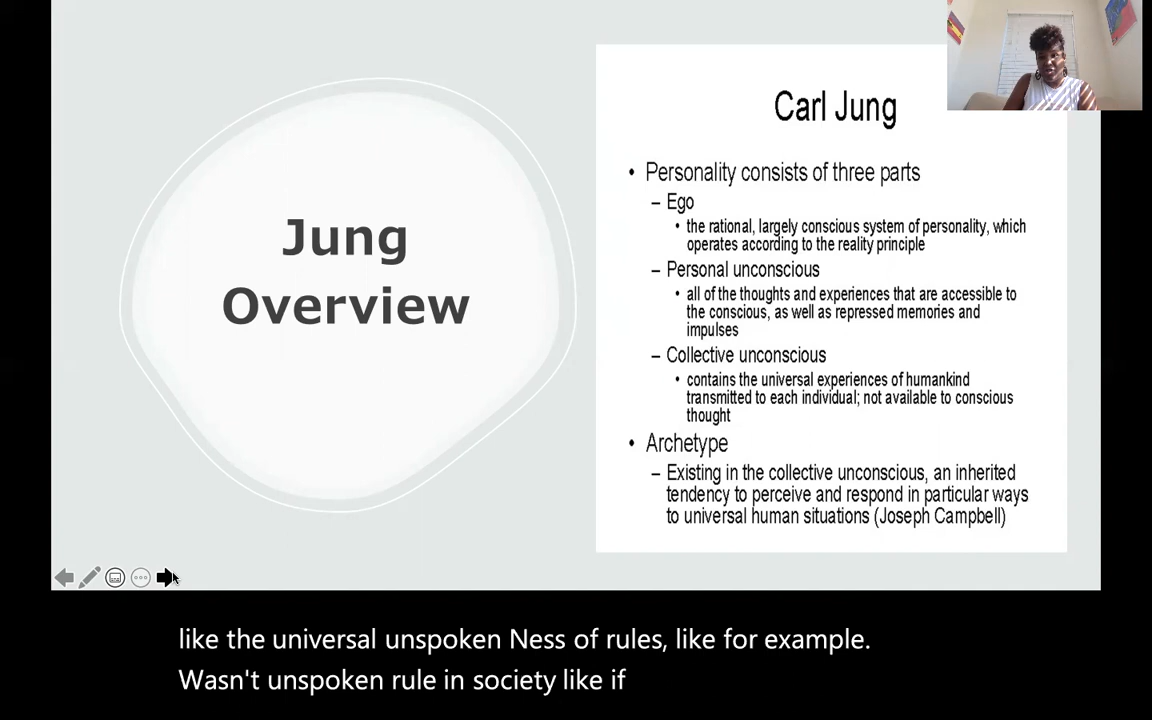 Jung
Overview
Carl Jung
• Personality consists of three parts
– Ego
• the rational, largely conscious system of personality, which
operates according to the reality principle
– Personal unconscious
• all of the thoughts and experiences that are accessible to
the conscious, as well as repressed memories and
impulses
– Collective unconscious
• contains the universal experiences of humankind
transmitted to each individual; not available to conscious
thought
• Archetype
– Existing in the collective unconscious, an inherited
tendency to perceive and respond in particular ways
to universal human situations (Joseph Campbell)
like the universal unspoken Ness of rules, like for example.
Wasn't unspoken rule in society like if